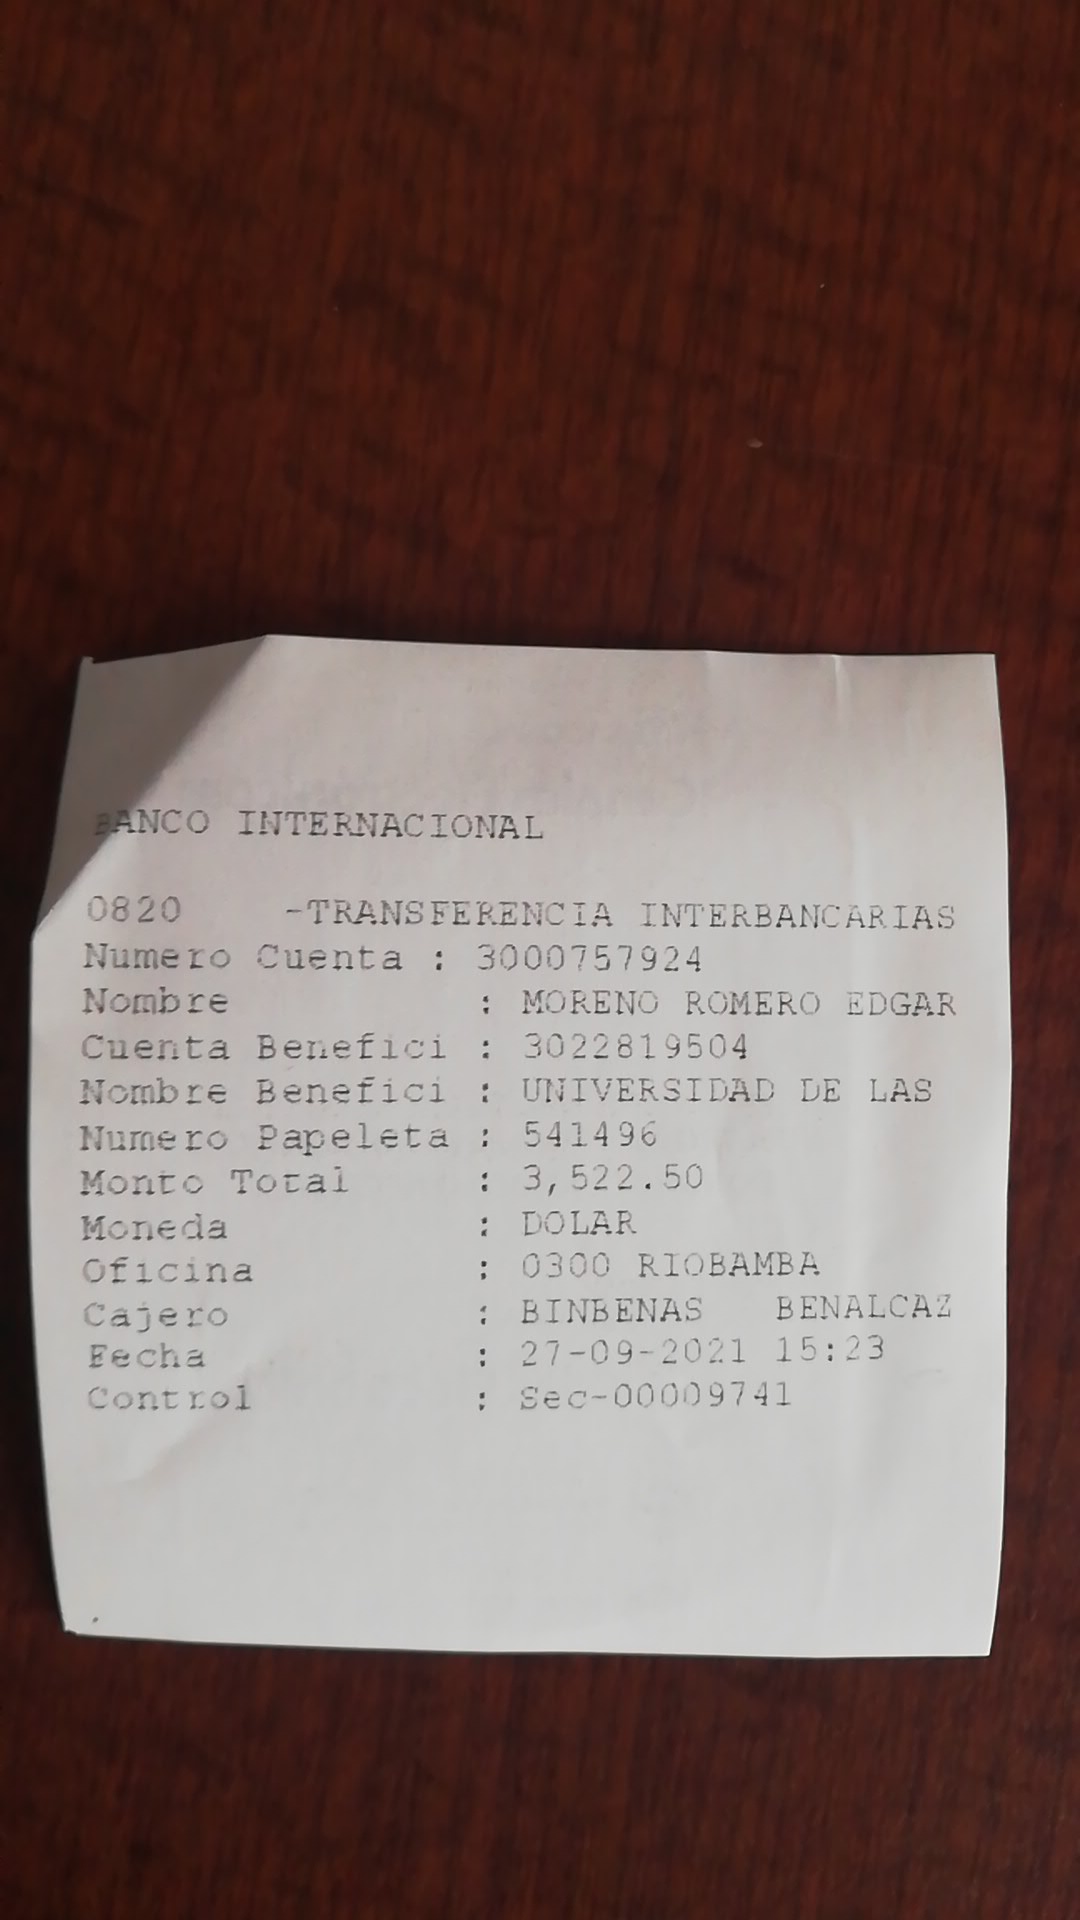 BANCO INTERNACIONAL
0820 -TRANSFERENCIA INTERBANCARIAS
Numero Cuenta : 3000757924
Nombre : MORENO ROMERO EDGAR
Cuenta Benefici : 3022819504
Nombre Benefici : UNIVERSIDAD DE LAS
Numero Papeleta : 541496
Monto Total : 3,522.50
Moneda : DOLAR
Oficina : 0300 RIOBAMBA
Cajero : BINBENAS BENALCAZ
Fecha : 27-09-2021 15:23
Control : Sec-00009741